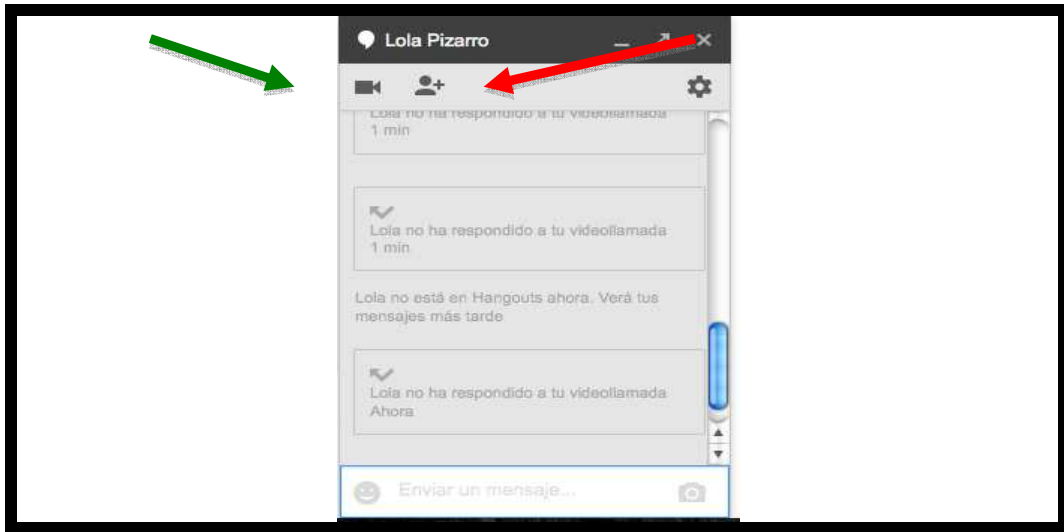 Lola Pizarro
Lola no ha respondido a tu videollamada
1 min
Lola no ha respondido a tu videollamada
1 min
Lola no está en Hangouts ahora. Verá tus
mensajes más tarde
Lola no ha respondido a tu videollamada
Ahora
Enviar un mensaje...